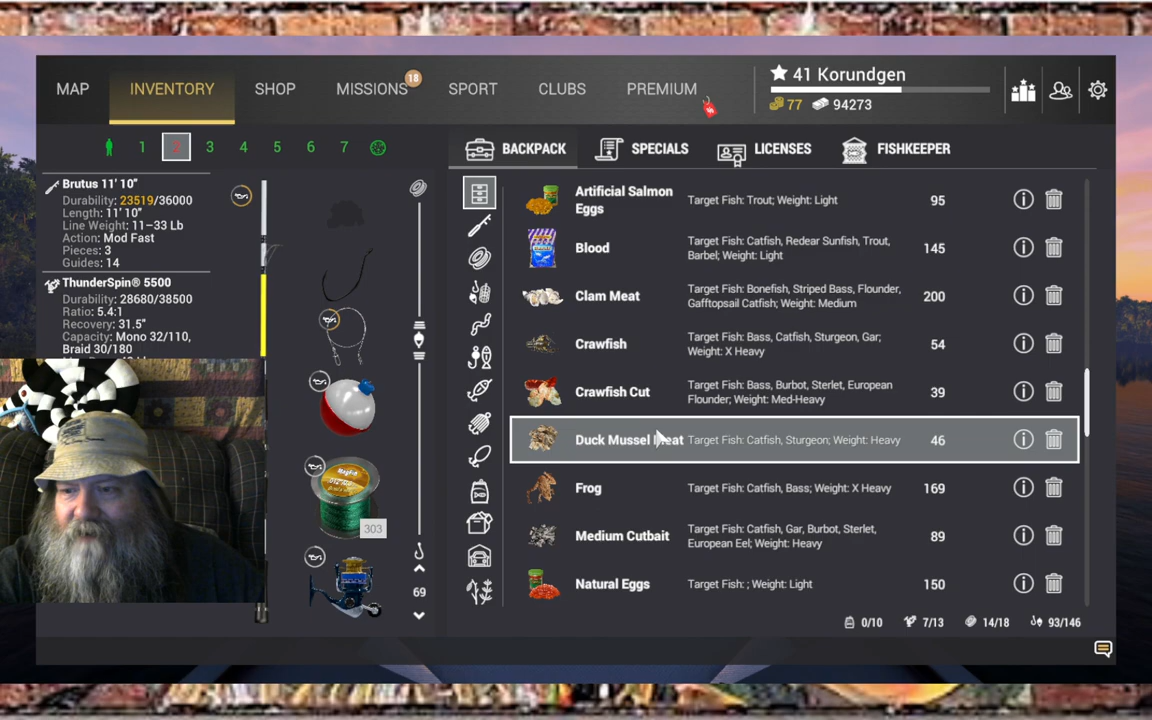 MAP
INVENTORY
SHOP
MISSIONS
18
SPORT
CLUBS
PREMIUM
41 Korundgen
77
94273
1
2
3
4
5
6
7
BACKPACK
SPECIALS
LICENSES
FISHKEEPER
Brutus 11' 10"
Durability: 23519/36000
Length: 11' 10"
Line Weight: 11–33 Lb
Action: Mod Fast
Pieces: 3
Guides: 14
ThunderSpin® 5500
Durability: 28680/38500
Ratio: 5.4:1
Recovery: 31.5"
Capacity: Mono 32/110,
Braid 30/180
303
69
Artificial Salmon
Eggs
Target Fish: Trout; Weight: Light
95
Blood
Target Fish: Catfish, Redear Sunfish, Trout,
Barbel; Weight: Light
145
Clam Meat
Target Fish: Bonefish, Striped Bass, Flounder,
Gafftopsail Catfish; Weight: Medium
200
Crawfish
Target Fish: Bass, Catfish, Sturgeon, Gar;
Weight: X Heavy
54
Crawfish Cut
Target Fish: Bass, Burbot, Sterlet, European
Flounder; Weight: Med-Heavy
39
Duck Mussel Meat
Target Fish: Catfish, Sturgeon; Weight: Heavy
46
Frog
Target Fish: Catfish, Bass; Weight: X Heavy
169
Medium Cutbait
Target Fish: Catfish, Gar, Burbot, Sterlet,
European Eel; Weight: Heavy
89
Natural Eggs
Target Fish: ; Weight: Light
150
0/10
7/13
14/18
93/146